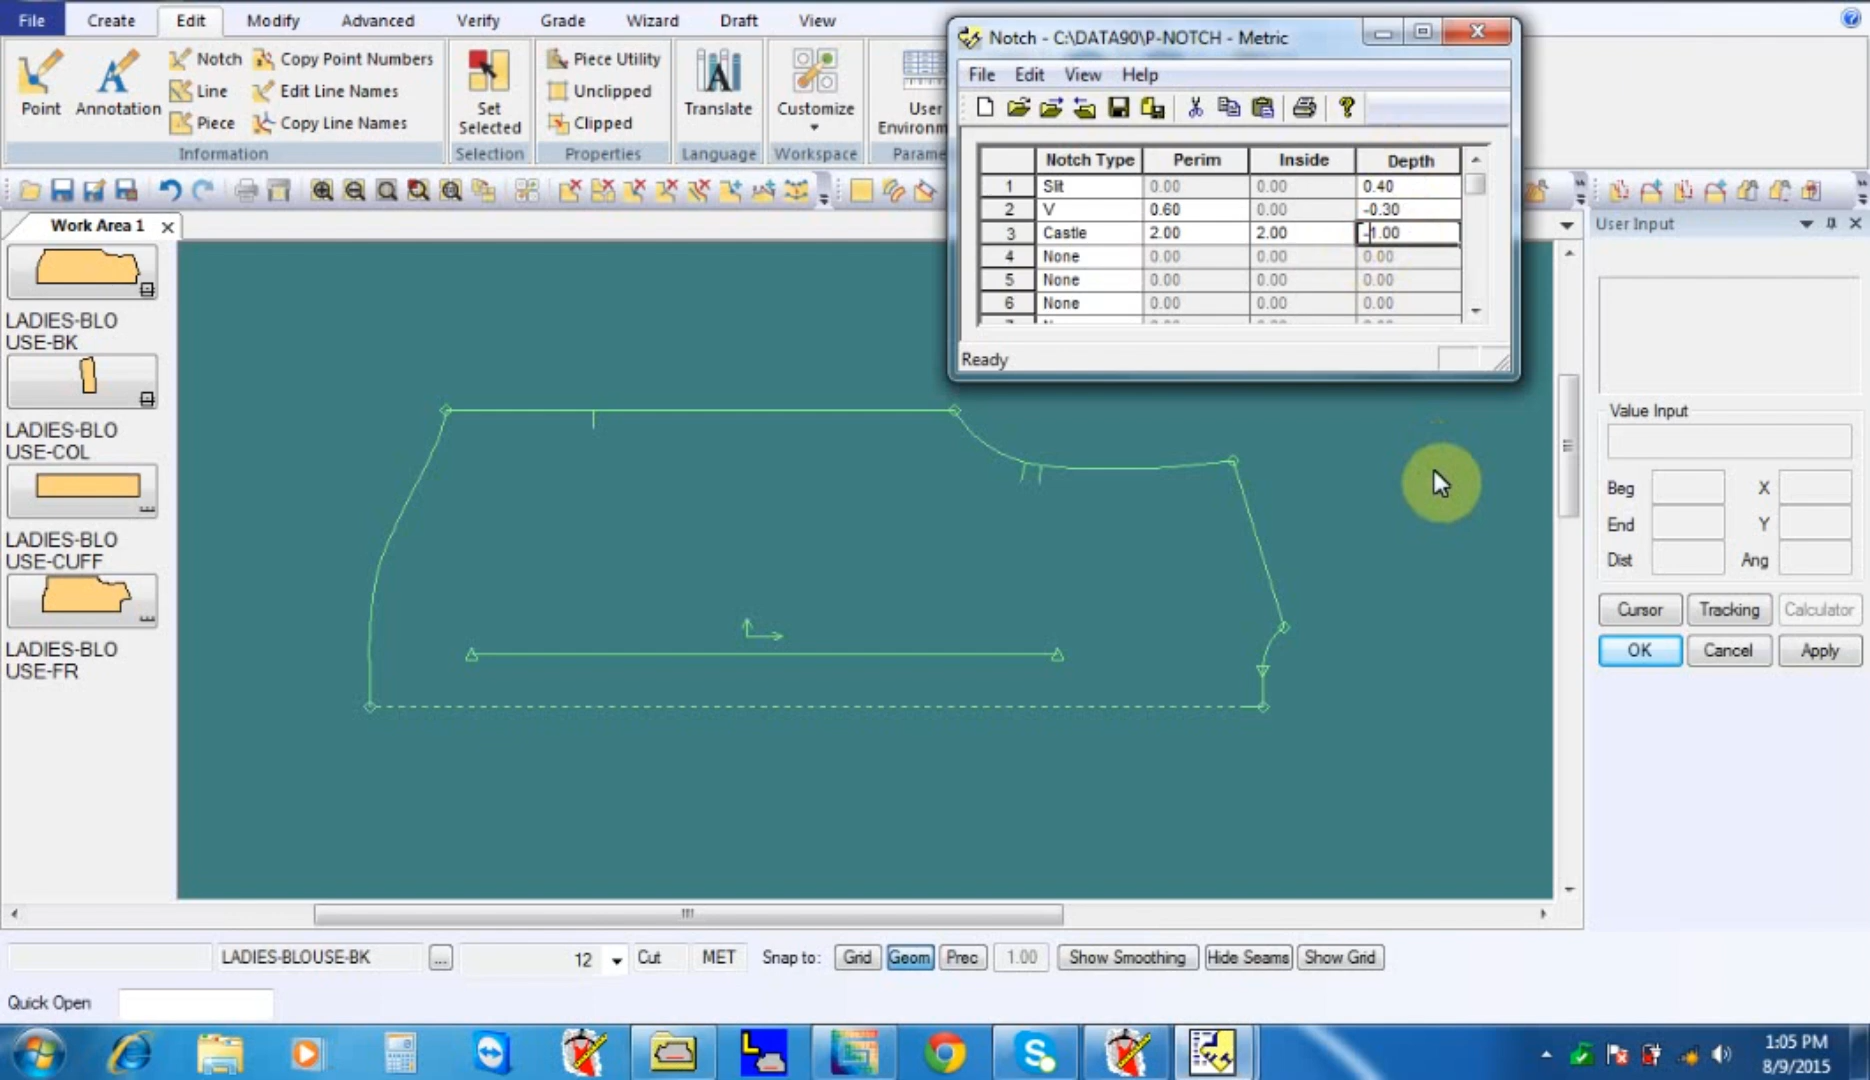 File Edit Modify Advanced Verify Grade Wizard Draft View
Notch - C:\DATA90\P-NOTCH - Metric
File Edit View Help
Point
Annotation
Notch
Line
Piece
Copy Point Numbers
Edit Line Names
Copy Line Names
Information
Set
Selected
Selection
Piece Utility
Unclipped
Clipped
Properties
Translate
Language
Customize
Workspace
User
Environm
Parame
Notch Type Perim Inside Depth
1 Slit 0.00 0.00 0.40
2 V 0.60 0.00 -0.30
3 Castle 2.00 2.00 -1.00
4 None 0.00 0.00 0.00
5 None 0.00 0.00 0.00
6 None 0.00 0.00 0.00
Ready
Work Area 1
LADIES-BLO
USE-BK
LADIES-BLO
USE-COL
LADIES-BLO
USE-CUFF
LADIES-BLO
USE-FR
User Input
Value Input
Beg X
End Y
Dist Ang
Cursor Tracking Calculator
OK Cancel Apply
LADIES-BLOUSE-BK ... 12 Cut MET Snap to: Grid Geom Prec 1.00 Show Smoothing Hide Seams Show Grid
Quick Open
1:05 PM
8/9/2015